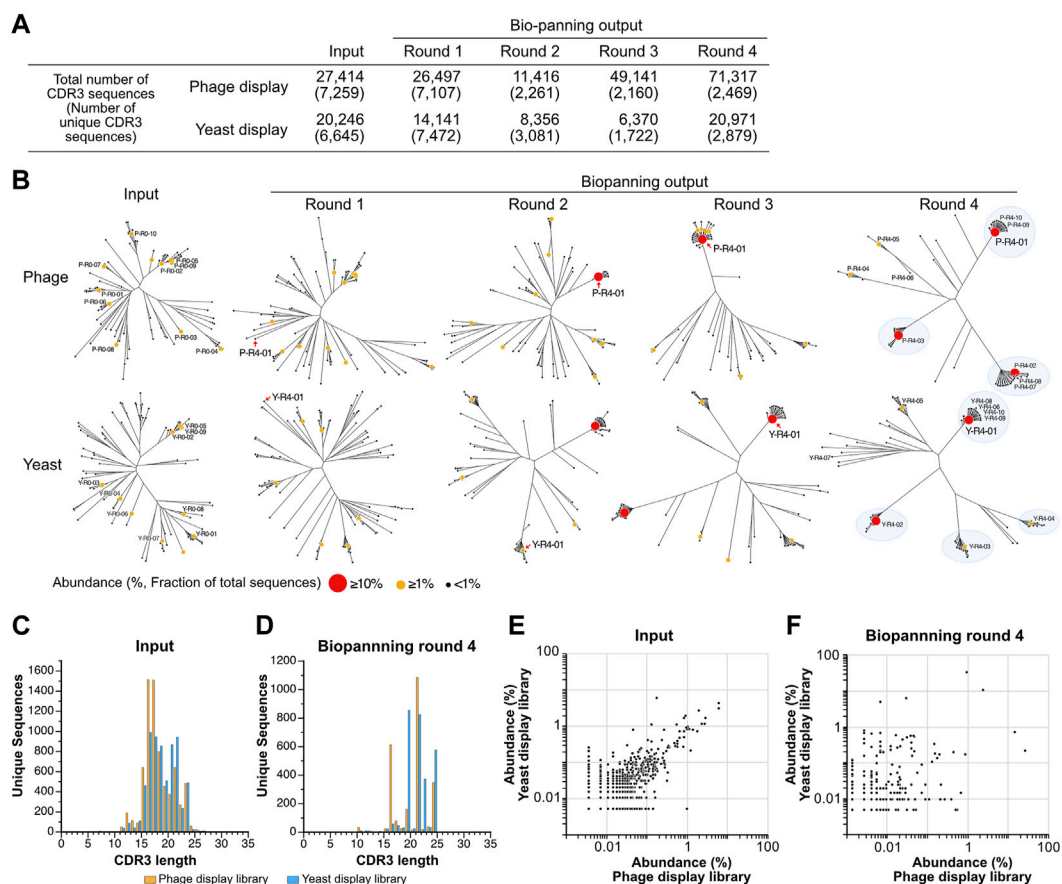 A
Bio-panning output
Input Round 1 Round 2 Round 3 Round 4
Total number of CDR3 sequences (Number of unique CDR3 sequences)
Phage display 27,414 (7,259) 26,497 (7,107) 11,416 (2,261) 49,141 (2,160) 71,317 (2,469)
Yeast display 20,246 (6,645) 14,141 (7,472) 8,356 (3,081) 6,370 (1,722) 20,971 (2,879)
B
Biopanning output
Input
Round 1 Round 2 Round 3 Round 4
Phage
P-R0-10
P-R0-07
P-R0-05
P-R0-09
P-R0-02
P-R0-01
P-R0-06
P-R0-03
P-R0-08
P-R0-04
P-R4-01
P-R4-01
P-R4-01
P-R4-10
P-R4-09
P-R4-01
P-R4-05
P-R4-04
P-R4-06
P-R4-03
P-R4-02
P-R4-08
P-R4-07
Yeast
Y-R0-05
Y-R0-09
Y-R0-02
Y-R0-03
Y-R0-04
Y-R0-06
Y-R0-08
Y-R0-07
Y-R0-01
Y-R4-01
Y-R4-01
Y-R4-01
Y-R4-08
Y-R4-06
Y-R4-10
Y-R4-09
Y-R4-01
Y-R4-05
Y-R4-07
Y-R4-02
Y-R4-04
Y-R4-03
Abundance (%, Fraction of total sequences) ≥10% ≥1% <1%
C
Input
Unique Sequences
1600
1400
1200
1000
800
600
400
200
0
0 5 10 15 20 25 30 35
CDR3 length
D
Biopannning round 4
Unique Sequences
1200
1000
800
600
400
200
0
0 5 10 15 20 25 30 35
CDR3 length
Phage display library Yeast display library
E
Input
Abundance (%)
Yeast display library
100
1
0.01
0.01 1 100
Abundance (%)
Phage display library
F
Biopannning round 4
Abundance (%)
Yeast display library
100
1
0.01
0.01 1 100
Abundance (%)
Phage display library